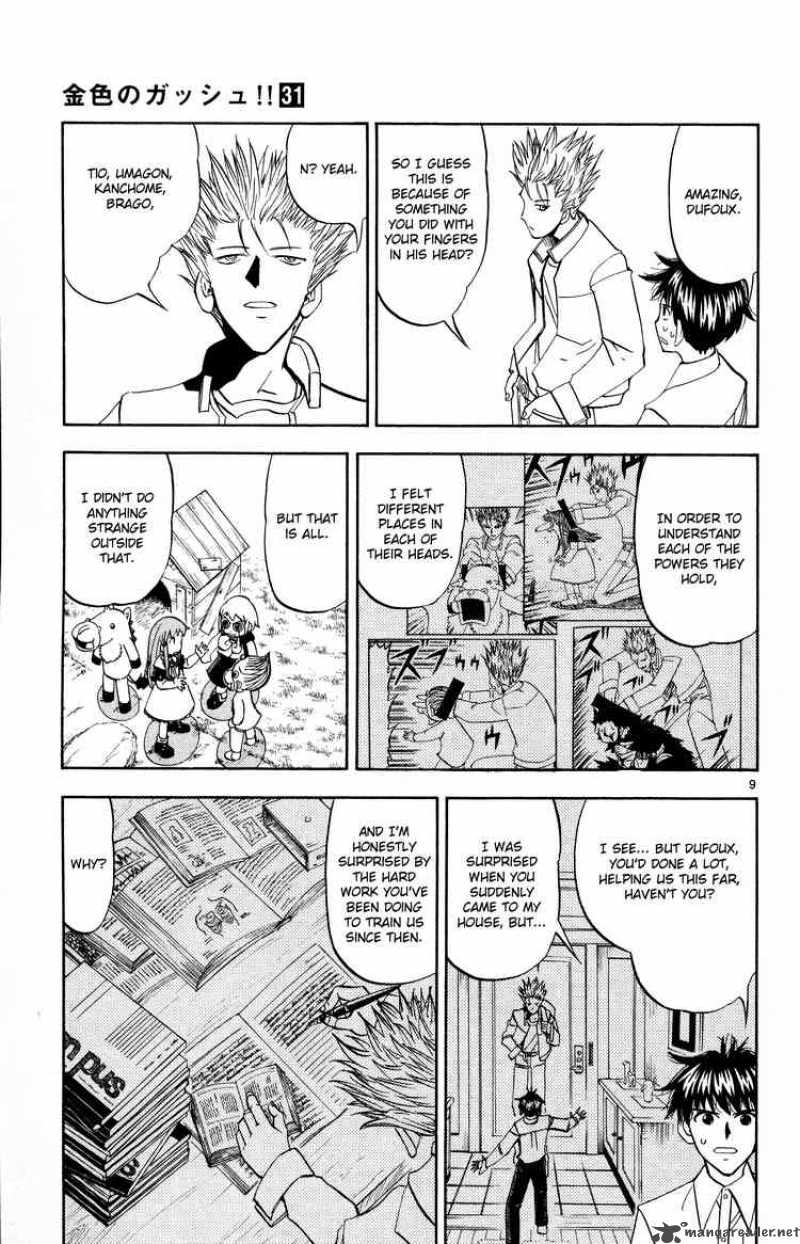 金色のガッシュ!! 31
AMAZING,
DUFOUX.
SO I GUESS
THIS IS
BECAUSE OF
SOMETHING
YOU DID WITH
YOUR FINGERS
IN HIS HEAD?
N? YEAH.
TIO, UMAGON,
KANCHOME,
BRAGO,
IN ORDER TO
UNDERSTAND
EACH OF THE
POWERS THEY
HOLD,
I FELT
DIFFERENT
PLACES IN
EACH OF
THEIR HEADS.
BUT THAT
IS ALL.
I DIDN'T DO
ANYTHING
STRANGE
OUTSIDE
THAT.
9
I SEE... BUT DUFOUX,
YOU'D DONE A LOT,
HELPING US THIS FAR,
HAVEN'T YOU?
I WAS
SURPRISED
WHEN YOU
SUDDENLY
CAME TO MY
HOUSE, BUT...
AND I'M
HONESTLY
SURPRISED BY
THE HARD
WORK YOU'VE
BEEN DOING
TO TRAIN US
SINCE THEN.
WHY?
mangareader.net